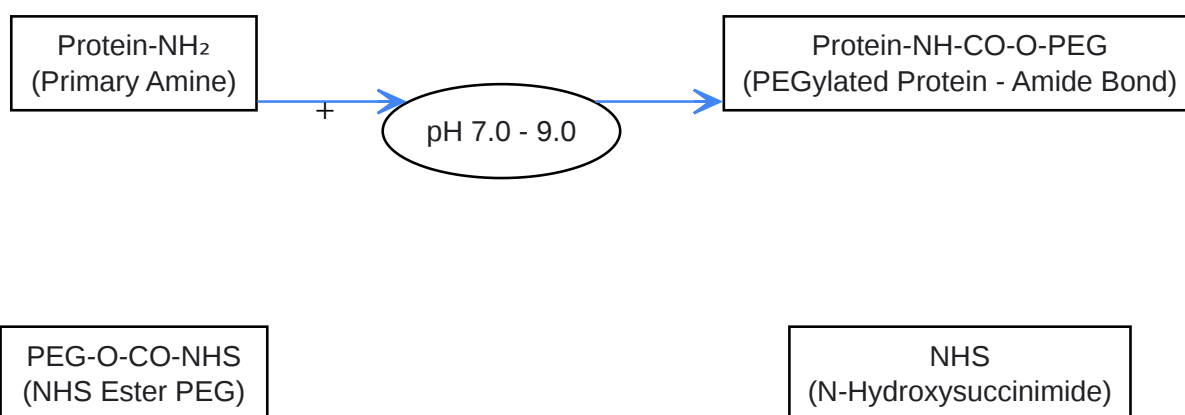 Protein-NH₂
(Primary Amine)
+
pH 7.0 - 9.0
Protein-NH-CO-O-PEG
(PEGylated Protein - Amide Bond)
PEG-O-CO-NHS
(NHS Ester PEG)
NHS
(N-Hydroxysuccinimide)